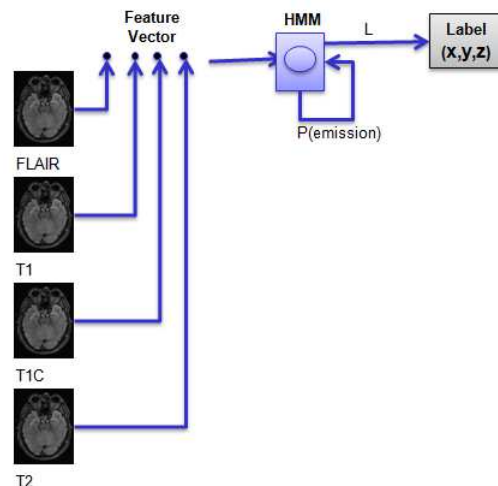 Feature
Vector
HMM
L
Label
(x,y,z)
P(emission)
FLAIR
T1
T1C
T2